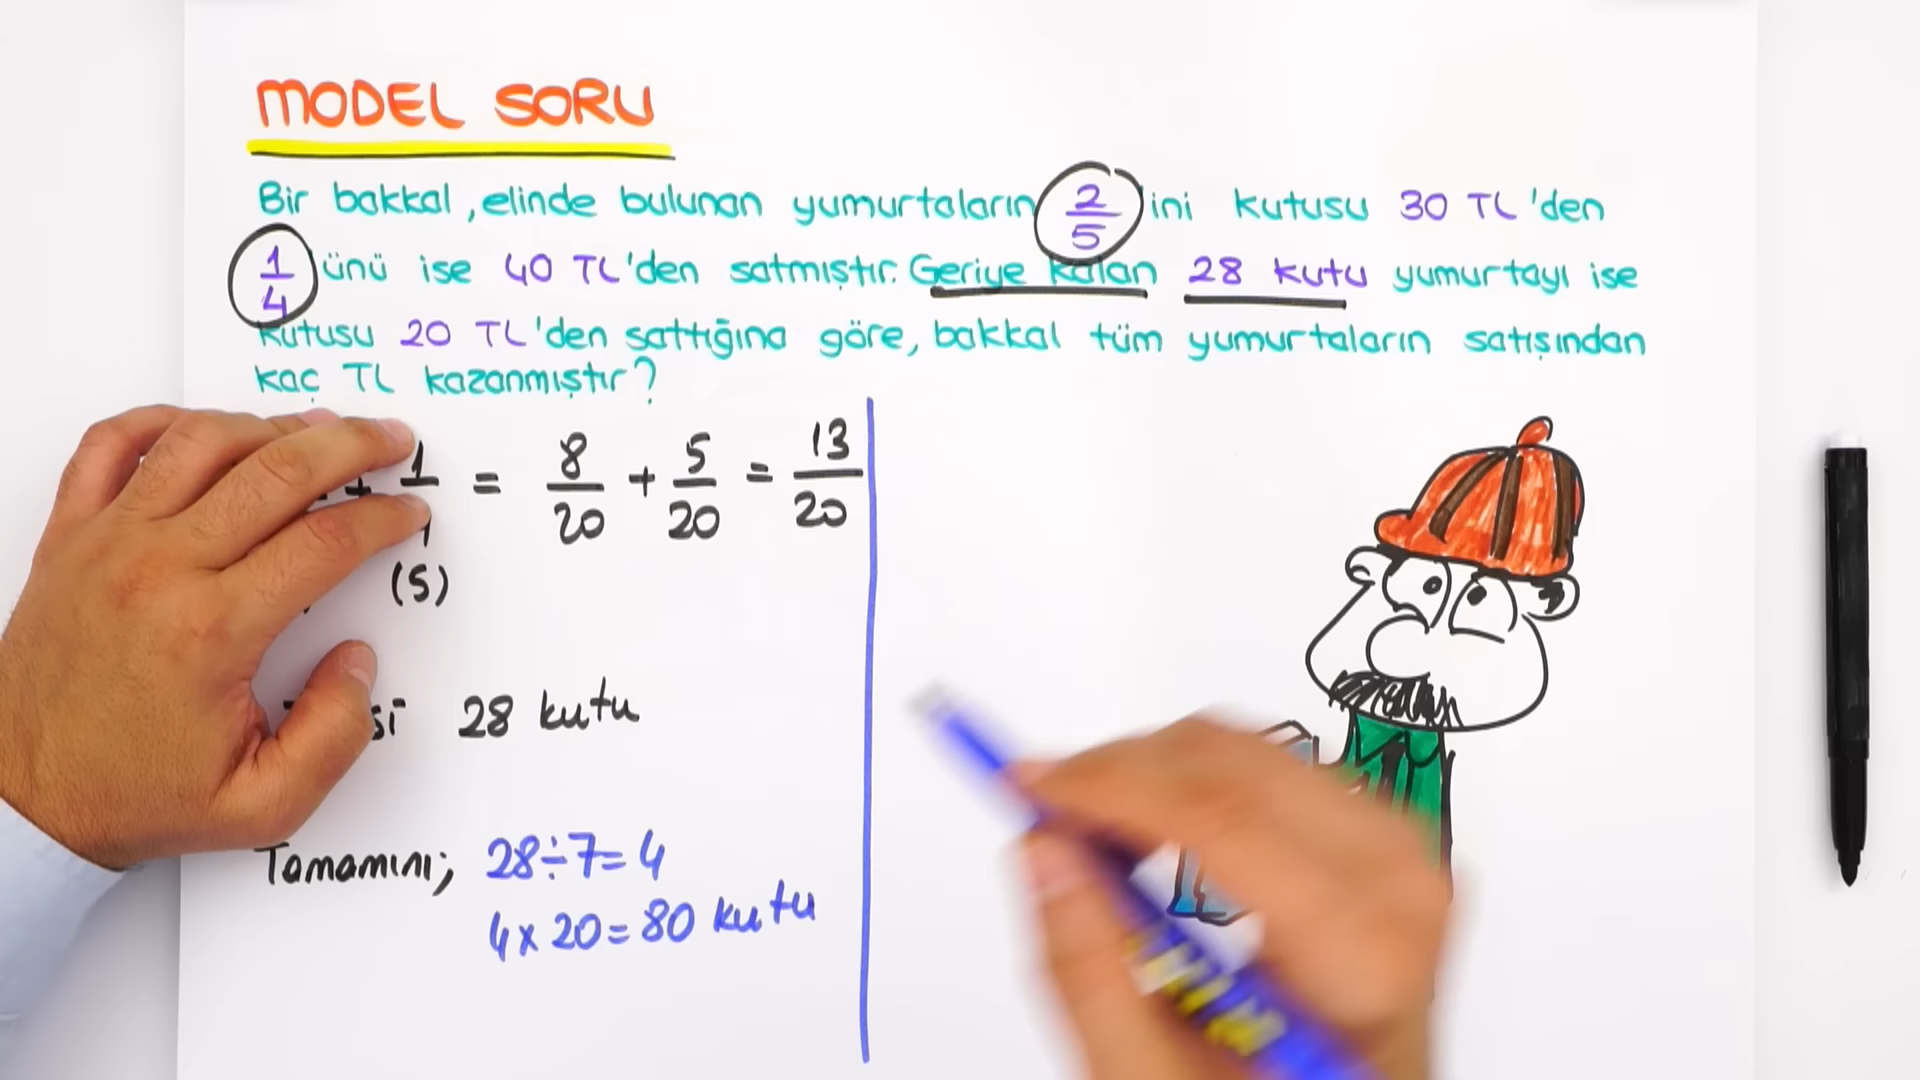 MODEL SORU
Bir bakkal, elinde bulunan yumurtaların 2/5 'ini kutusu 30 TL'den
1/4 ünü ise 40 TL'den satmıştır. Geriye kalan 28 kutu yumurtayı ise
kutusu 20 TL'den sattığına göre, bakkal tüm yumurtaların satışından
kaç TL kazanmıştır?
+ 1 = 8/20 + 5/20 = 13/20
(5)
si 28 kutu
Tamamını; 28÷7=4
4x20=80 kutu